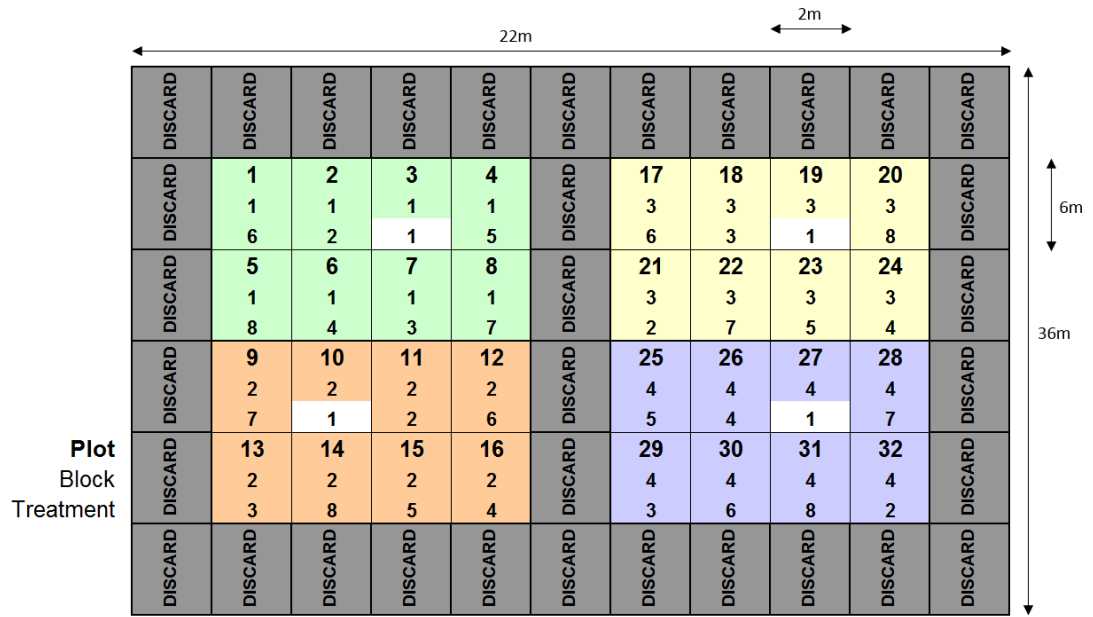 2m
22m
DISCARD DISCARD DISCARD DISCARD DISCARD DISCARD DISCARD DISCARD DISCARD DISCARD DISCARD
DISCARD 1 2 3 4 DISCARD 17 18 19 20 DISCARD
1 1 1 1 3 3 3 3
6m
6 2 1 5 6 3 1 8
DISCARD 5 6 7 8 DISCARD 21 22 23 24 DISCARD
1 1 1 1 3 3 3 3
8 4 3 7 2 7 5 4
36m
DISCARD 9 10 11 12 DISCARD 25 26 27 28 DISCARD
2 2 2 2 4 4 4 4
7 1 2 6 5 4 1 7
Plot DISCARD 13 14 15 16 DISCARD 29 30 31 32 DISCARD
Block 2 2 2 2 4 4 4 4
Treatment 3 8 5 4 3 6 8 2
DISCARD DISCARD DISCARD DISCARD DISCARD DISCARD DISCARD DISCARD DISCARD DISCARD DISCARD